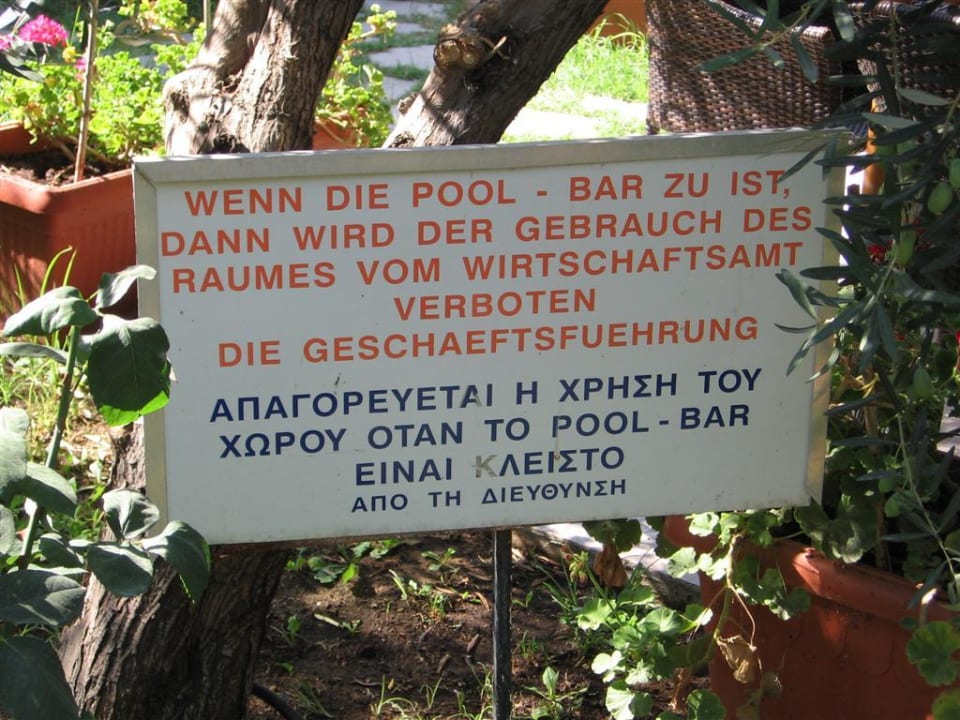 WENN DIE POOL - BAR ZU IST,
DANN WIRD DER GEBRAUCH DES
RAUMES VOM WIRTSCHAFTSAMT
VERBOTEN
DIE GESCHAEFTSFUEHRUNG
ΑΠΑΓΟΡΕΥΕΤΑΙ Η ΧΡΗΣΗ ΤΟΥ
ΧΩΡΟΥ ΟΤΑΝ ΤΟ POOL - BAR
ΕΙΝΑΙ ΚΛΕΙΣΤΟ
ΑΠΟ ΤΗ ΔΙΕΥΘΥΝΣΗ